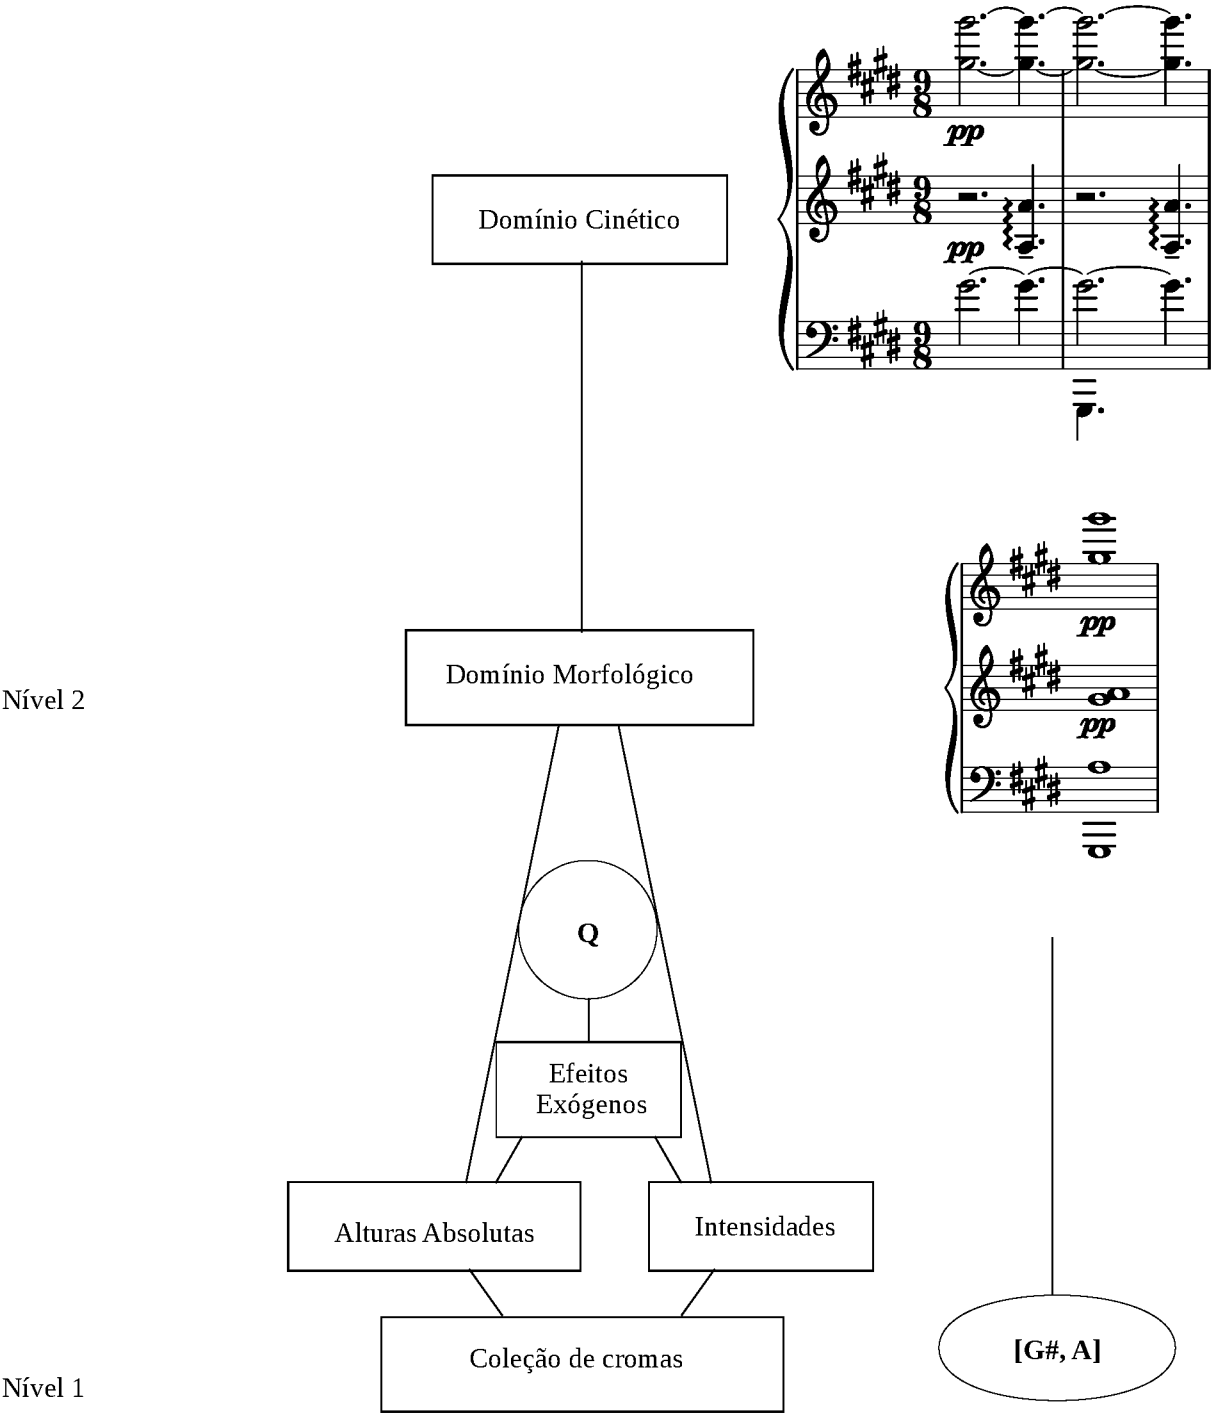 9
8
pp
9
8
Domínio Cinético
pp
9
8
pp
Domínio Morfológico
Nível 2
pp
Q
Efeitos
Exógenos
Alturas Absolutas
Intensidades
[G#, A]
Coleção de cromas
Nível 1